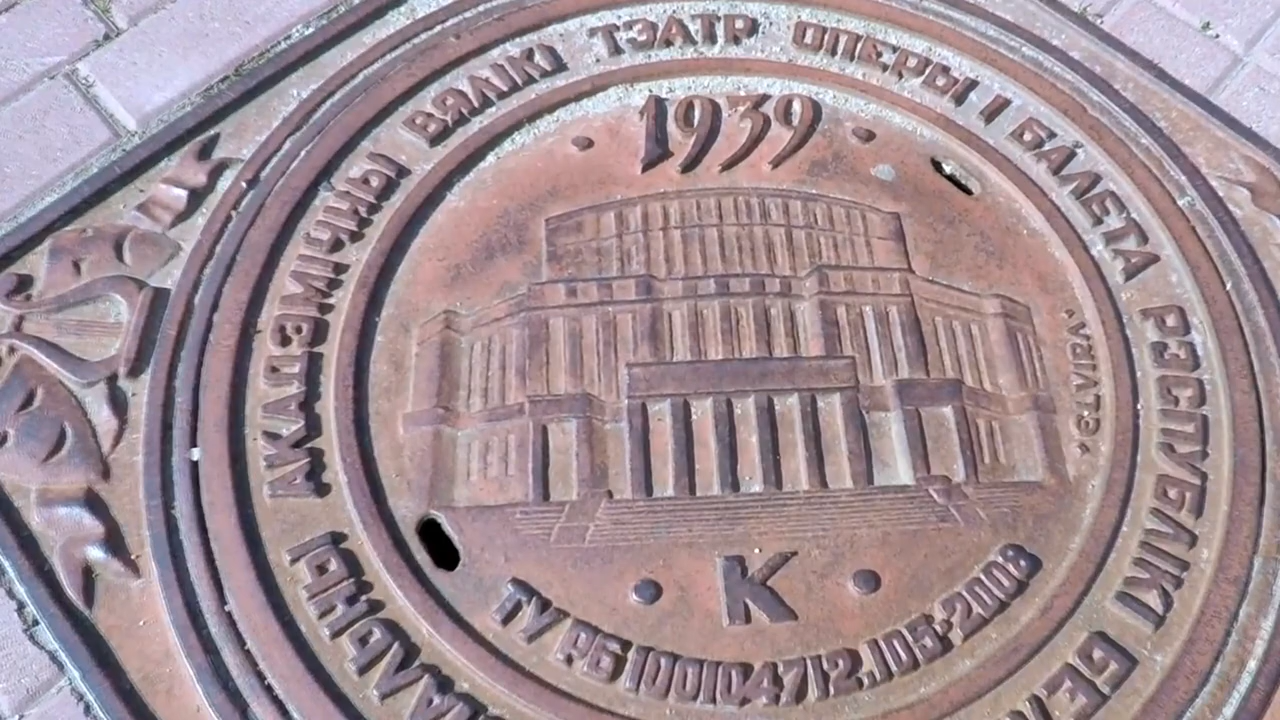 АКАДЭМІЧНЫ ВЯЛІКІ ТЭАТР ОПЕРЫ І БАЛЕТА РЭСПУБЛІКІ
· 1939 ·
· К ·
ТУ РБ 100104712.105-2008